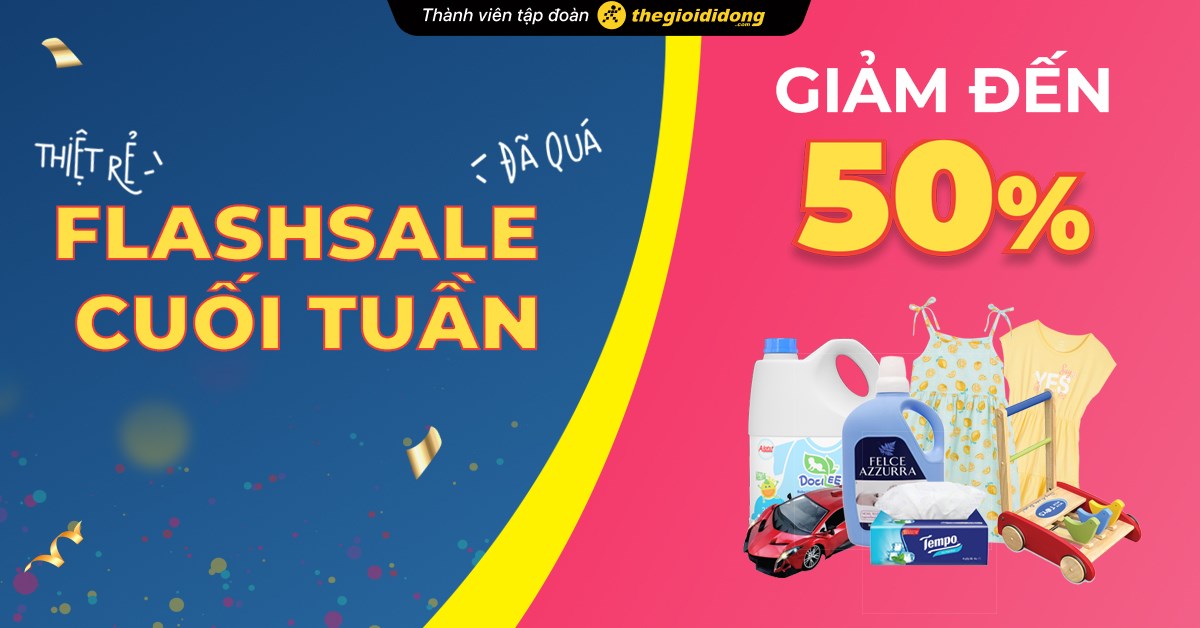 Thành viên tập đoàn thegioididong.com
THIỆT RẺ
ĐÃ QUÁ
FLASHSALE
CUỐI TUẦN
GIẢM ĐẾN
50%
YES
FELCE
AZZURRA
Tempo